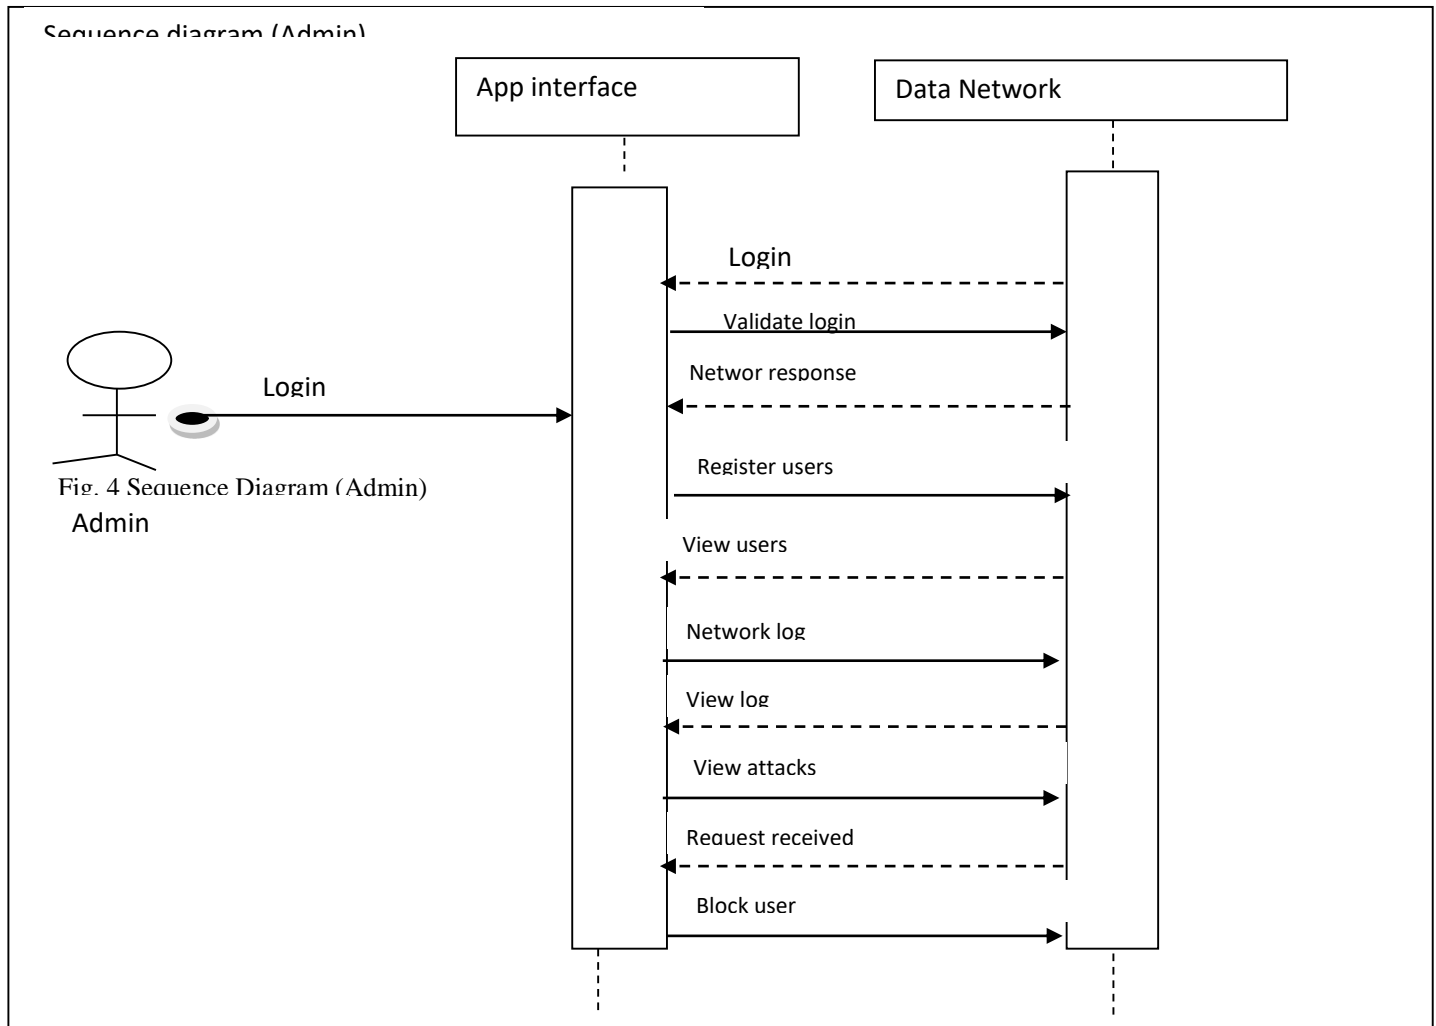 Sequence diagram (Admin)
App interface
Data Network
Login
Validate login
Networ response
Login
Register users
Fig. 4 Sequence Diagram (Admin)
Admin
View users
Network log
View log
View attacks
Request received
Block user